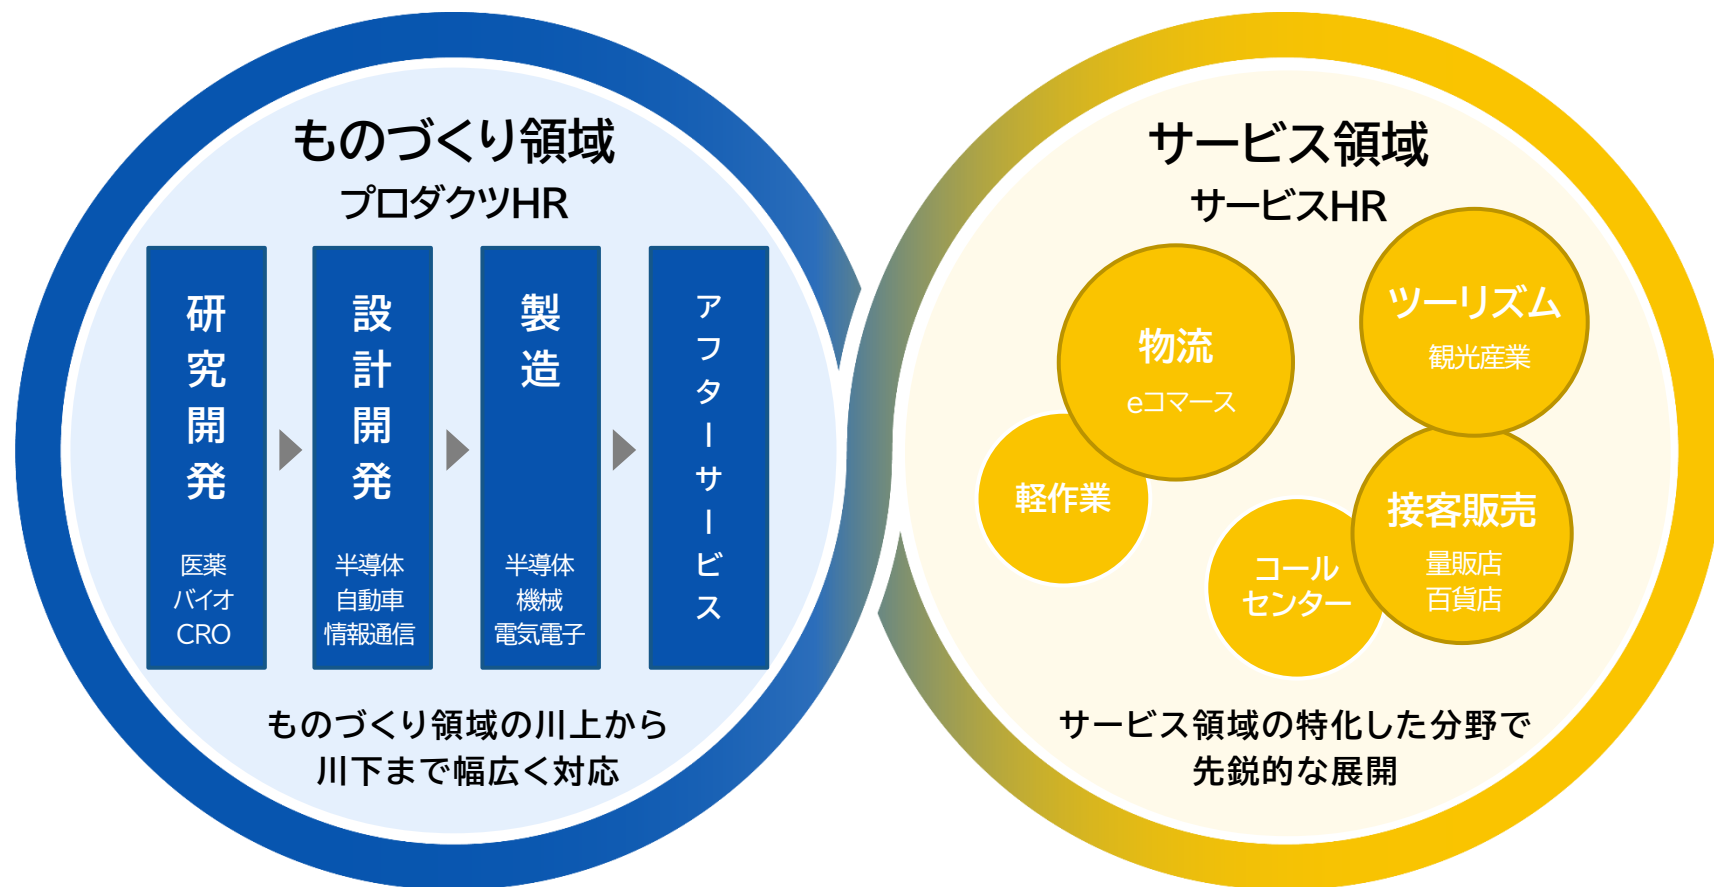 ものづくり領域
プロダクツHR
研究開発
医薬
バイオ
CRO
設計開発
半導体
自動車
情報通信
製造
半導体
機械
電気電子
アフターサービス
ものづくり領域の川上から
川下まで幅広く対応
サービス領域
サービスHR
物流
eコマース
ツーリズム
観光産業
軽作業
コール
センター
接客販売
量販店
百貨店
サービス領域の特化した分野で
先鋭的な展開